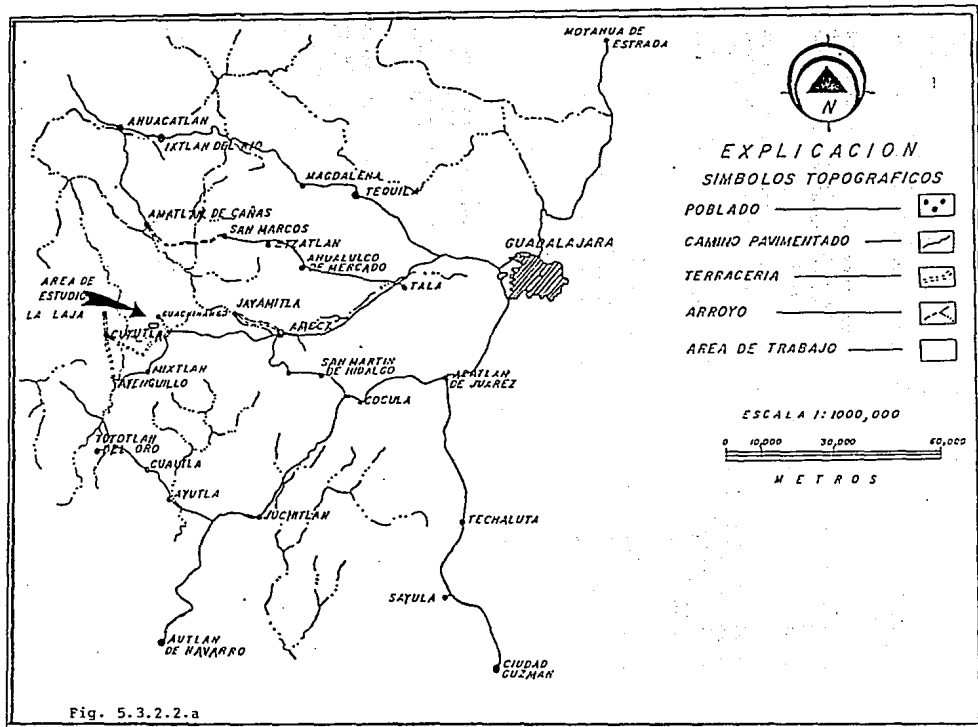 MOYAHUA DE
ESTRADA
N
AHUACATLAN
IXTLAN DEL RIO
MAGDALENA
TEQUILA
EXPLICACION
SIMBOLOS TOPOGRAFICOS
POBLADO
CAMINO PAVIMENTADO
TERRACERIA
ARROYO
AREA DE TRABAJO
AMATLAN DE CAÑAS
SAN MARCOS
ETZATLAN
AHUALULCO
DE MERCADO
GUADALAJARA
TALA
AREA DE
ESTUDIO
LA LAJA
GUACHINANGO
JAYAMITLA
AMECA
CUYUTLA
MIXTLAN
ATENGUILLO
SAN MARTIN
DE HIDALGO
COCULA
ACATLAN
DE JUAREZ
ESCALA 1:1000,000
0 10,000 30,000 60,000
METROS
TOTOTLAN
DEL ORO
CUAUTLA
AYUTLA
JUCHITLAN
TECHALUTA
SAYULA
AUTLAN
DE NAVARRO
CIUDAD
GUZMAN
Fig. 5.3.2.2.a